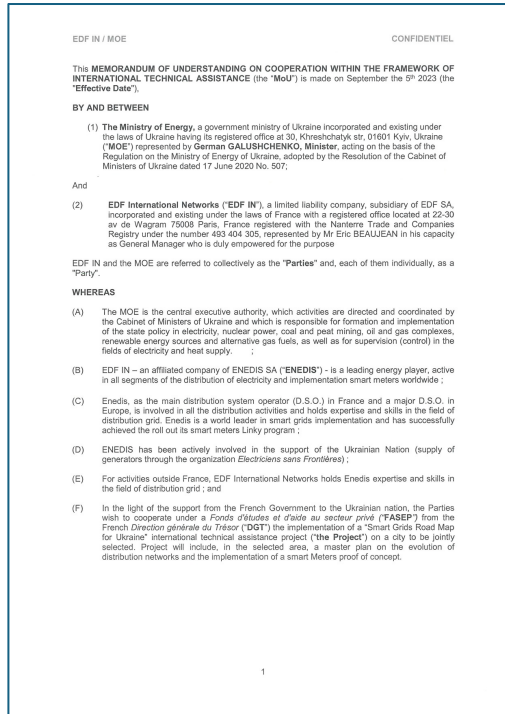 EDF IN / MOE CONFIDENTIEL
This MEMORANDUM OF UNDERSTANDING ON COOPERATION WITHIN THE FRAMEWORK OF
INTERNATIONAL TECHNICAL ASSISTANCE (the "MoU") is made on September the 5th 2023 (the
"Effective Date"),
BY AND BETWEEN
(1) The Ministry of Energy, a government ministry of Ukraine incorporated and existing under
the laws of Ukraine having its registered office at 30, Khreshchatyk str, 01601 Kyiv, Ukraine
("MOE") represented by German GALUSHCHENKO, Minister, acting on the basis of the
Regulation on the Ministry of Energy of Ukraine, adopted by the Resolution of the Cabinet of
Ministers of Ukraine dated 17 June 2020 No. 507;
And
(2) EDF International Networks ("EDF IN"), a limited liability company, subsidiary of EDF SA,
incorporated and existing under the laws of France with a registered office located at 22-30
av de Wagram 75008 Paris, France registered with the Nanterre Trade and Companies
Registry under the number 493 404 305, represented by Mr Eric BEAUJEAN in his capacity
as General Manager who is duly empowered for the purpose
EDF IN and the MOE are referred to collectively as the "Parties" and, each of them individually, as a
"Party".
WHEREAS
(A) The MOE is the central executive authority, which activities are directed and coordinated by
the Cabinet of Ministers of Ukraine and which is responsible for formation and implementation
of the state policy in electricity, nuclear power, coal and peat mining, oil and gas complexes,
renewable energy sources and alternative gas fuels, as well as for supervision (control) in the
fields of electricity and heat supply. ;
(B) EDF IN – an affiliated company of ENEDIS SA ("ENEDIS") - is a leading energy player, active
in all segments of the distribution of electricity and implementation smart meters worldwide ;
(C) Enedis, as the main distribution system operator (D.S.O.) in France and a major D.S.O. in
Europe, is involved in all the distribution activities and holds expertise and skills in the field of
distribution grid. Enedis is a world leader in smart grids implementation and has successfully
achieved the roll out its smart meters Linky program ;
(D) ENEDIS has been actively involved in the support of the Ukrainian Nation (supply of
generators through the organization Electriciens sans Frontières) ;
(E) For activities outside France, EDF International Networks holds Enedis expertise and skills in
the field of distribution grid ; and
(F) In the light of the support from the French Government to the Ukrainian nation, the Parties
wish to cooperate under a Fonds d'études et d'aide au secteur privé ("FASEP") from the
French Direction générale du Trésor ("DGT") the implementation of a "Smart Grids Road Map
for Ukraine" international technical assistance project ("the Project") on a city to be jointly
selected. Project will include, in the selected area, a master plan on the evolution of
distribution networks and the implementation of a smart Meters proof of concept.
1